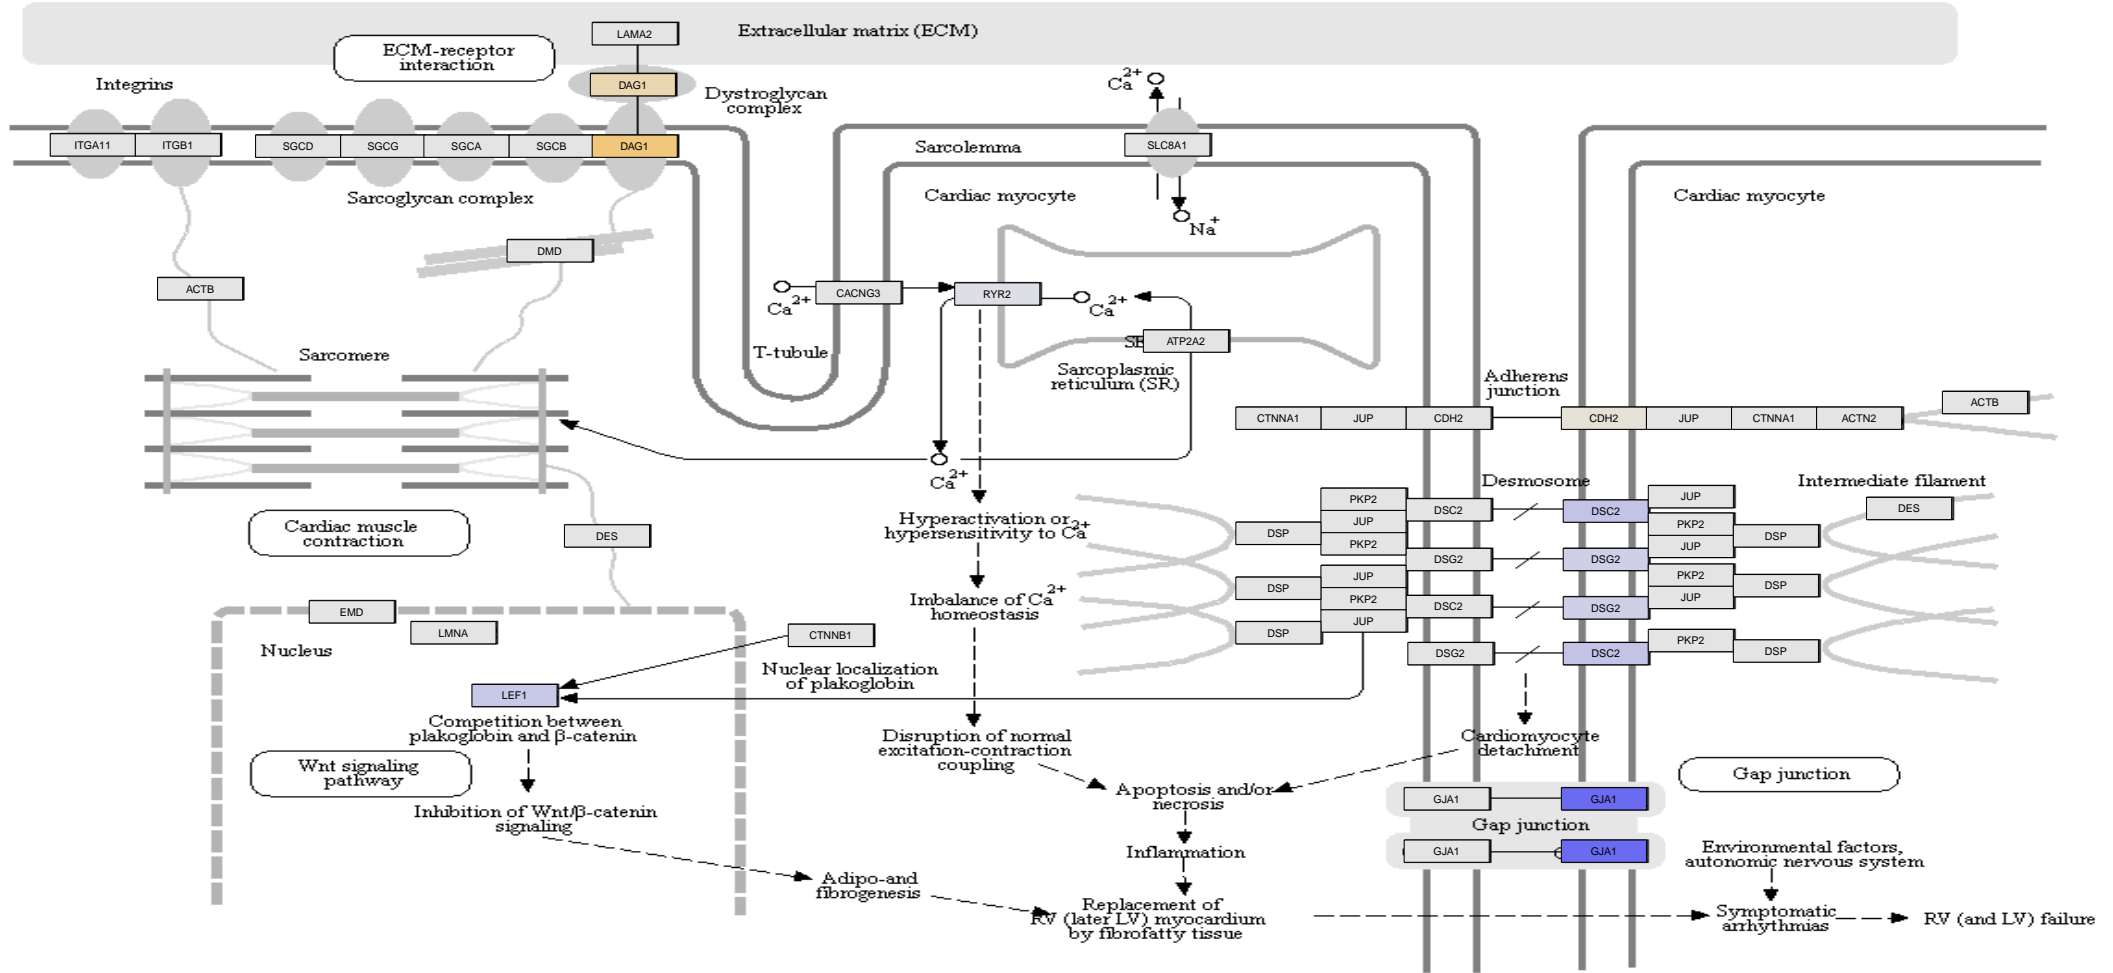 LAMA2
Extracellular matrix (ECM)
ECM-receptor
interaction
Integrins
DAG1
Dystroglycan
complex
Ca2+
ITGA11
ITGB1
SGCD
SGCG
SGCA
SGCB
DAG1
Sarcolemma
SLC8A1
Sarcoglycan complex
Cardiac myocyte
Cardiac myocyte
Na+
DMD
ACTB
Ca2+
CACNG3
RYR2
Ca2+
T-tubule
ATP2A2
Sarcoplasmic
reticulum (SR)
Sarcomere
Adherens
junction
CTNNA1
JUP
CDH2
CDH2
JUP
CTNNA1
ACTN2
ACTB
Ca2+
Desmosome
Intermediate filament
Cardiac muscle
contraction
DES
Hyperactivation or
hypersensitivity to Ca2+
Imbalance of Ca2+
homeostasis
DSP
DSP
DSP
PKP2
JUP
PKP2
JUP
PKP2
JUP
DSC2
DSG2
DSC2
DSG2
DSC2
DSG2
DSG2
DSC2
JUP
PKP2
JUP
PKP2
JUP
PKP2
DSP
DSP
DSP
DES
EMD
LMNA
Nucleus
CTNNB1
Nuclear localization
of plakoglobin
LEF1
Competition between
plakoglobin and β-catenin
Wnt signaling
pathway
Inhibition of Wnt/β-catenin
signaling
Disruption of normal
excitation-contraction
coupling
Cardiomyocyte
detachment
Apoptosis and/or
necrosis
Inflammation
Adipo-and
fibrogenesis
Replacement of
RV (later LV) myocardium
by fibrofatty tissue
GJA1
GJA1
Gap junction
GJA1
GJA1
Gap junction
Environmental factors,
autonomic nervous system
Symptomatic
arrhythmias
RV (and LV) failure